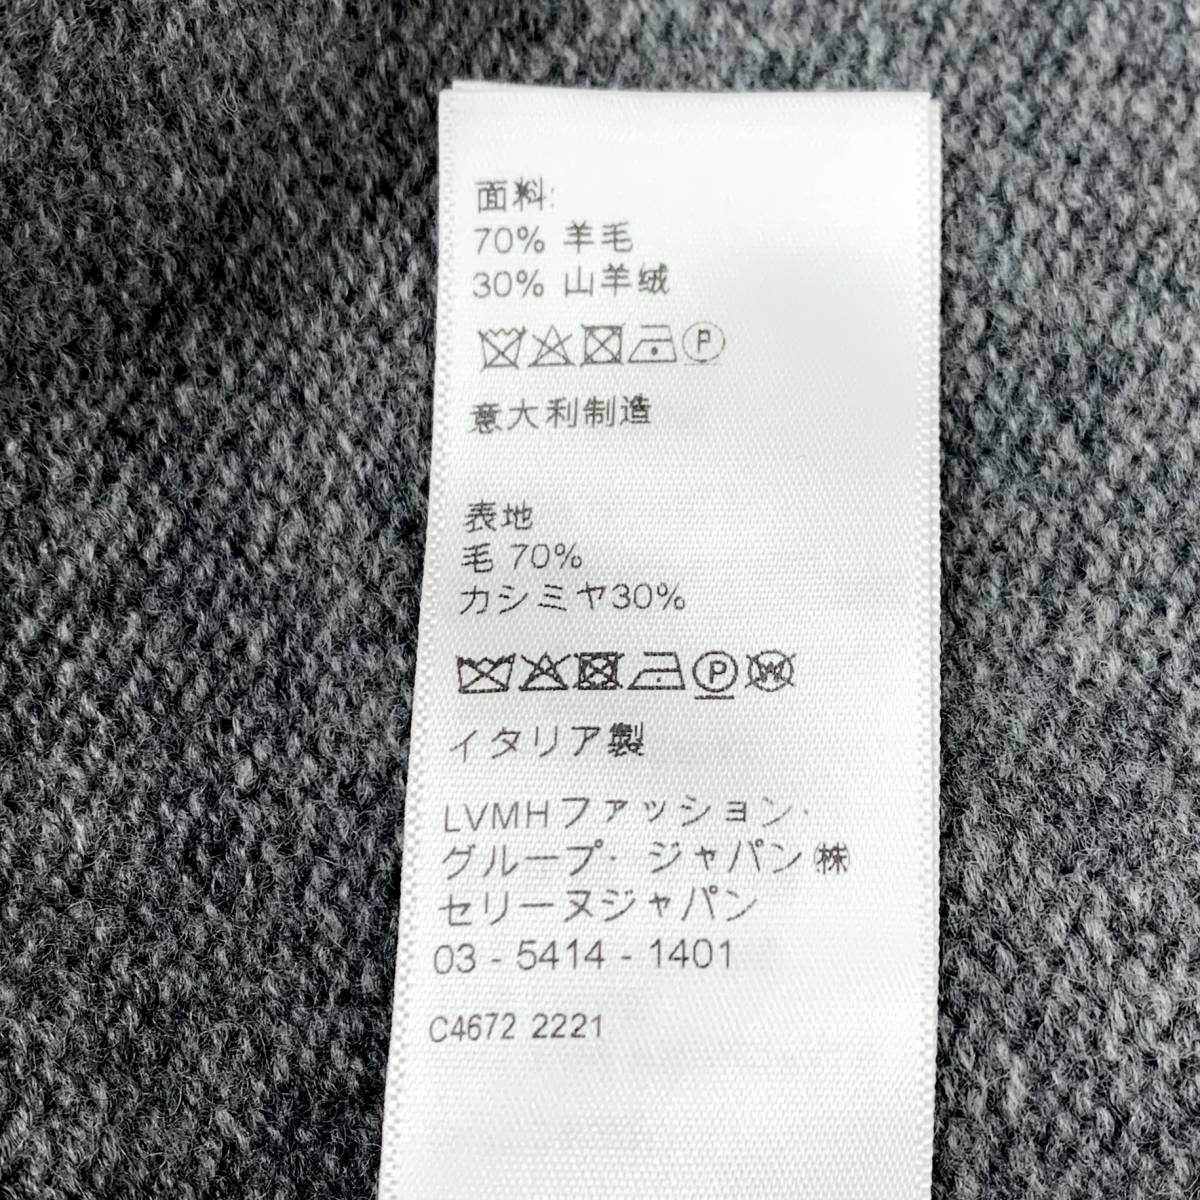 面料:
70% 羊毛
30% 山羊绒
P
意大利制造
表地
毛 70%
カシミヤ30%
P W
イタリア製
LVMHファッション·
グループ· ジャパン㈱
セリーヌジャパン
03 - 5414 - 1401
C4672 2221